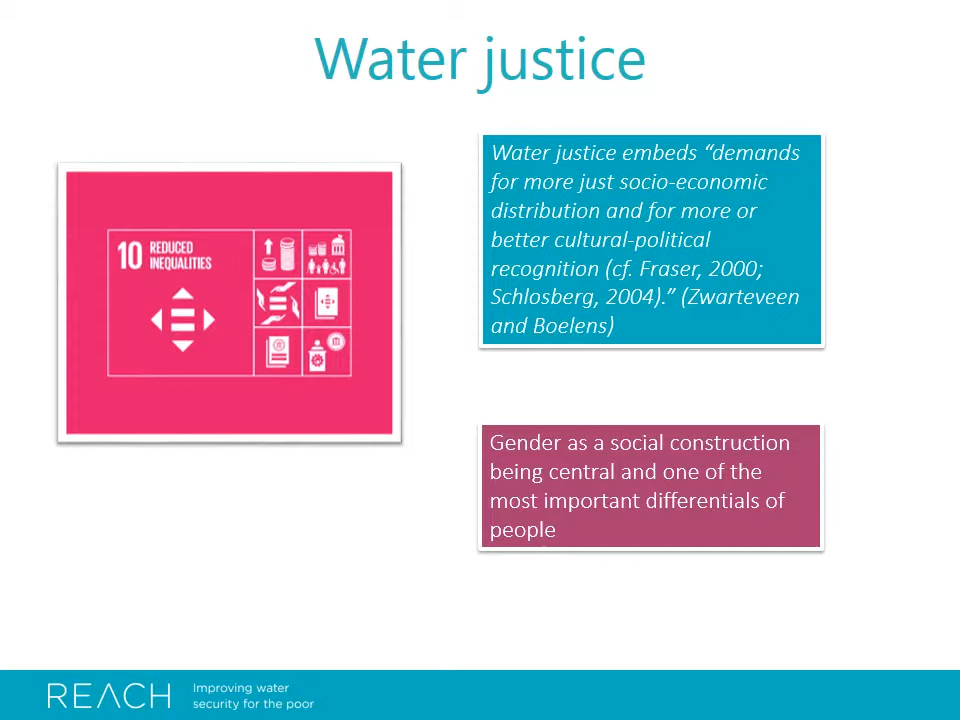 Water justice
10 REDUCED
INEQUALITIES
Water justice embeds “demands
for more just socio-economic
distribution and for more or
better cultural-political
recognition (cf. Fraser, 2000;
Schlosberg, 2004).” (Zwarteveen
and Boelens)
Gender as a social construction
being central and one of the
most important differentials of
people
REACH
Improving water
security for the poor